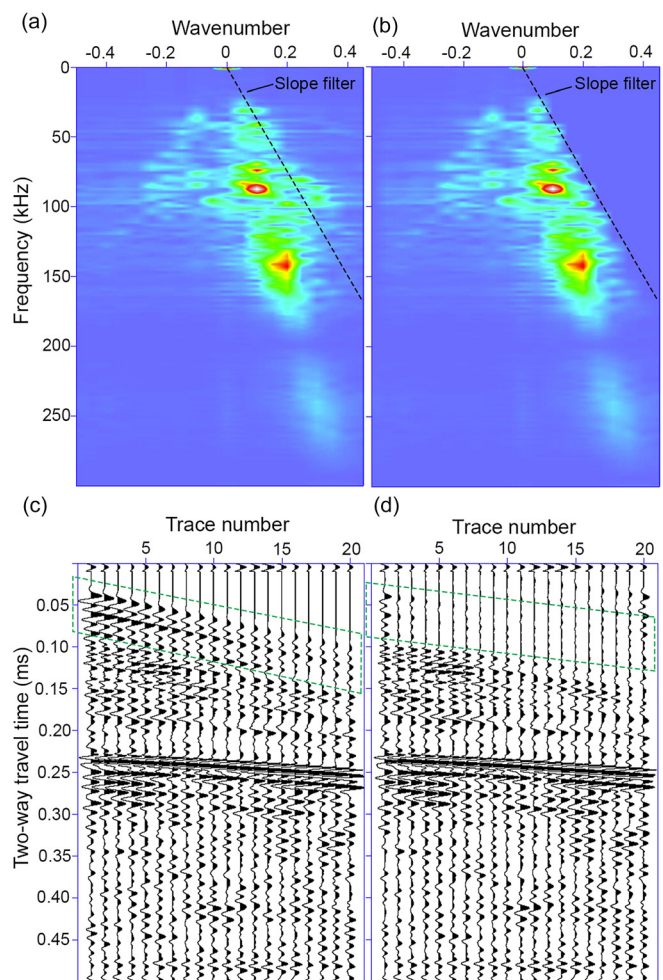 (a)
Wavenumber
-0.4 -0.2 0 0.2 0.4
Slope filter
0
50
100
150
200
250
Frequency (kHz)
(b)
Wavenumber
-0.4 -0.2 0 0.2 0.4
Slope filter
(c)
Trace number
5 10 15 20
0.05
0.10
0.15
0.20
0.25
0.30
0.35
0.40
0.45
Two-way travel time (ms)
(d)
Trace number
5 10 15 20